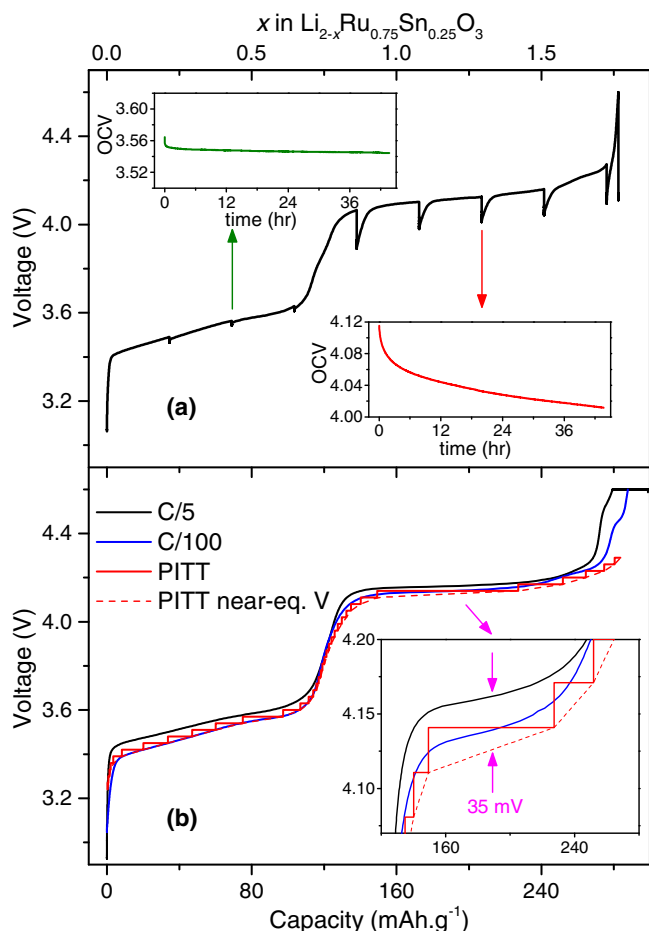 x in Li2-xRu0.75Sn0.25O3
0.0 0.5 1.0 1.5
Voltage (V)
4.4
4.0
3.6
3.2
OCV
3.60
3.56
3.52
0 12 24 36
time (hr)
OCV
4.12
4.08
4.04
4.00
0 12 24 36
time (hr)
(a)
C/5
C/100
PITT
PITT near-eq. V
Voltage (V)
4.4
4.0
3.6
3.2
4.20
4.15
4.10
35 mV
160 240
(b)
0 80 160 240
Capacity (mAh.g-1)